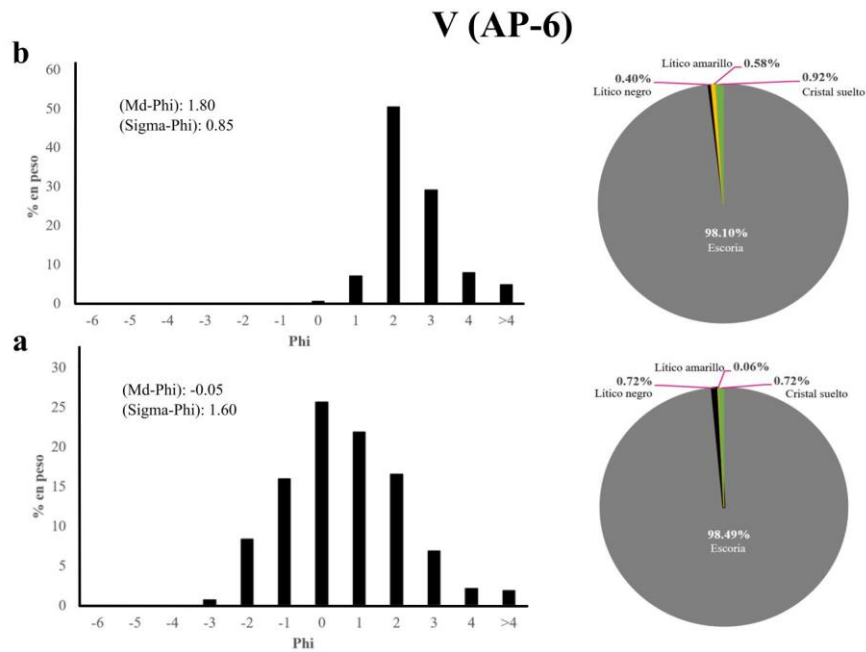 V (AP-6)
b
60
50
40
30
20
10
0
% en peso
(Md-Phi): 1.80
(Sigma-Phi): 0.85
-6 -5 -4 -3 -2 -1 0 1 2 3 4 >4
Phi
Lítico amarillo 0.58%
0.40% 0.92%
Lítico negro Cristal suelto
98.10%
Escoria
a
30
25
20
15
10
5
0
% en peso
(Md-Phi): -0.05
(Sigma-Phi): 1.60
-6 -5 -4 -3 -2 -1 0 1 2 3 4 >4
Phi
Lítico amarillo 0.06%
0.72% 0.72%
Lítico negro Cristal suelto
98.49%
Escoria